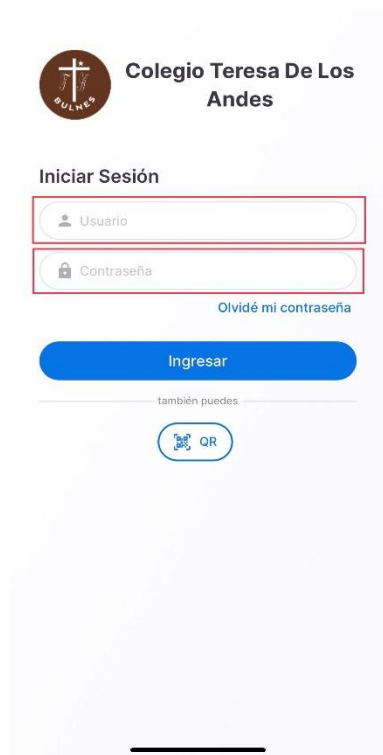 BULNES
Colegio Teresa De Los
Andes
Iniciar Sesión
Usuario
Contraseña
Olvidé mi contraseña
Ingresar
también puedes
QR